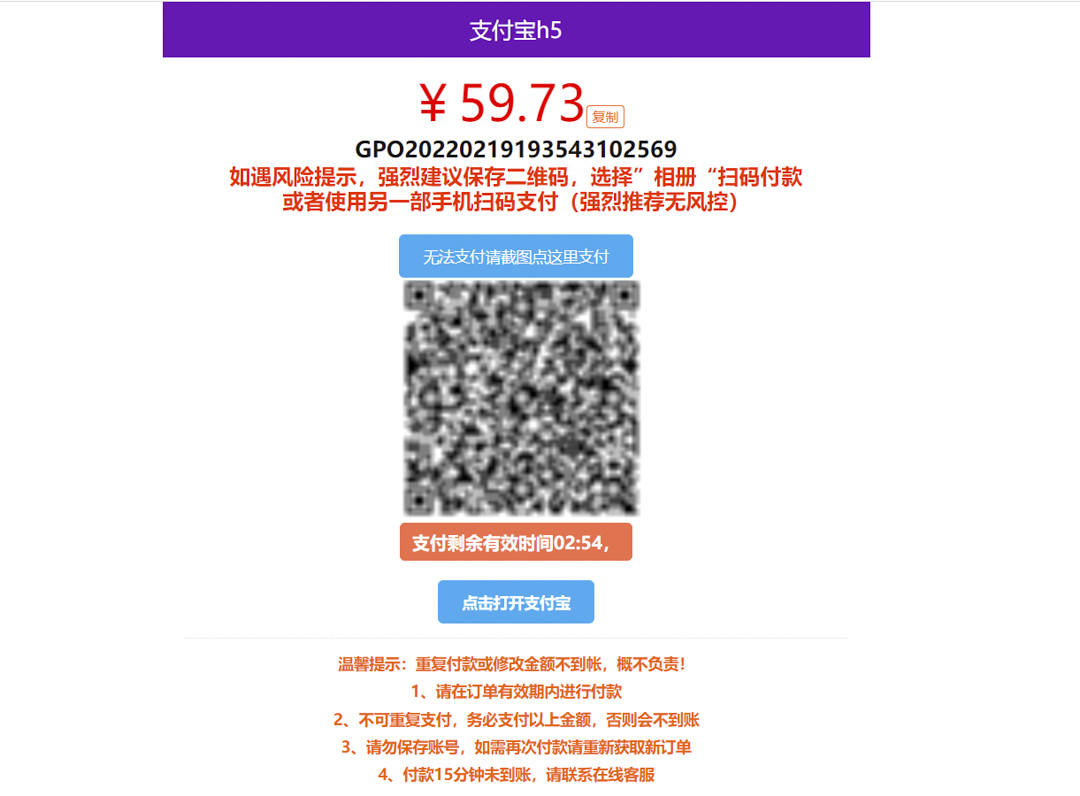 支付宝h5
¥ 59.73 复制
GPO20220219193543102569
如遇风险提示，强烈建议保存二维码，选择”相册“扫码付款
或者使用另一部手机扫码支付（强烈推荐无风控）
无法支付请截图点这里支付
支付剩余有效时间02:54，
点击打开支付宝
温馨提示：重复付款或修改金额不到帐，概不负责！
1、请在订单有效期内进行付款
2、不可重复支付，务必支付以上金额，否则会不到账
3、请勿保存账号，如需再次付款请重新获取新订单
4、付款15分钟未到账，请联系在线客服